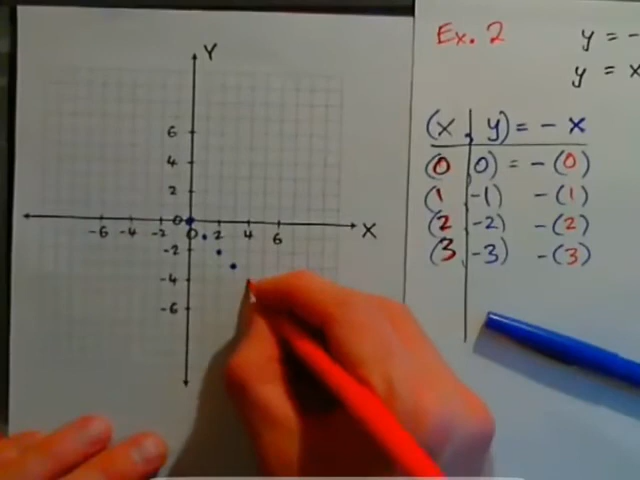 Ex. 2
y = -
y = x
Y
(x, y) = - x
(0, 0) = - (0)
(1, -1) - (1)
(2, -2) - (2)
(3, -3) - (3)
6
4
2
0
-6 -4 -2 0 2 4 6 X
-2
-4
-6